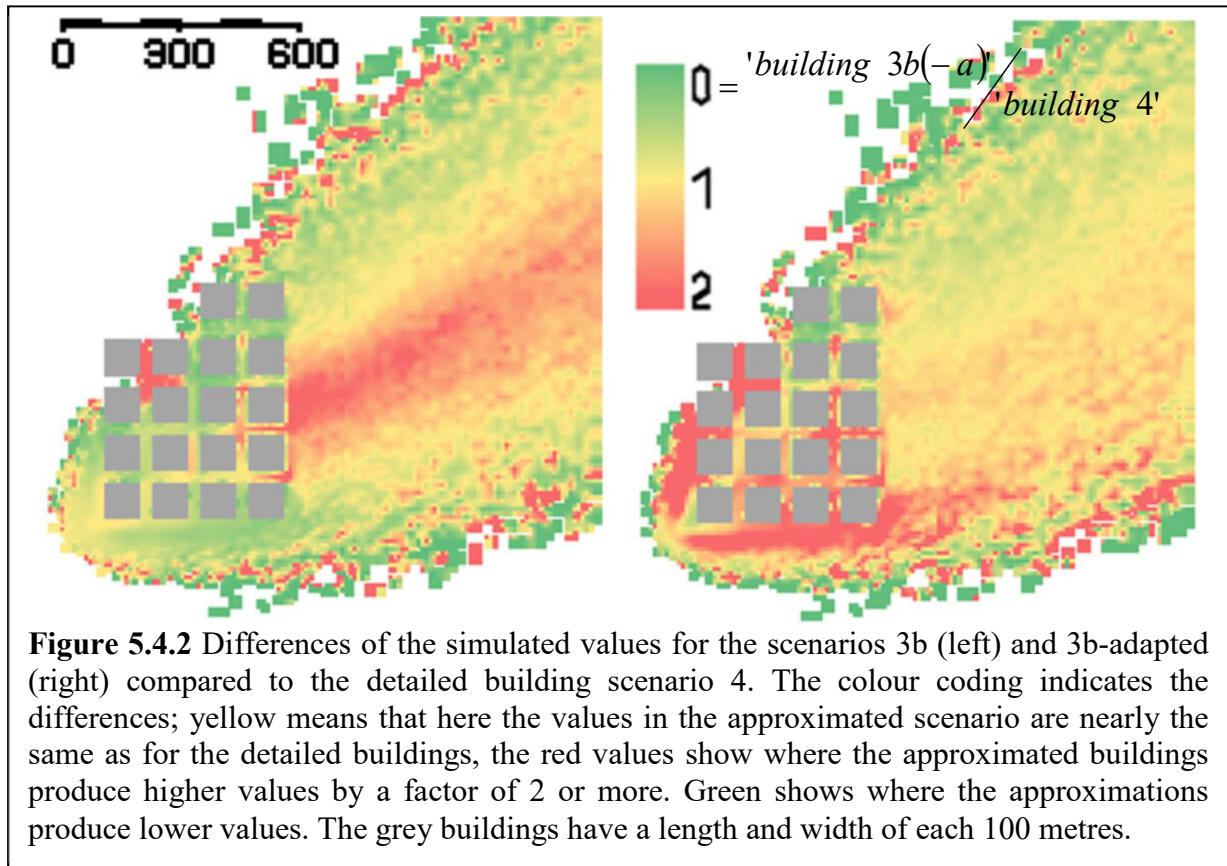 0 300 600
0 = 'building 3b(-a)' / 'building 4'
1
2
Figure 5.4.2 Differences of the simulated values for the scenarios 3b (left) and 3b-adapted
(right) compared to the detailed building scenario 4. The colour coding indicates the
differences; yellow means that here the values in the approximated scenario are nearly the
same as for the detailed buildings, the red values show where the approximated buildings
produce higher values by a factor of 2 or more. Green shows where the approximations
produce lower values. The grey buildings have a length and width of each 100 metres.